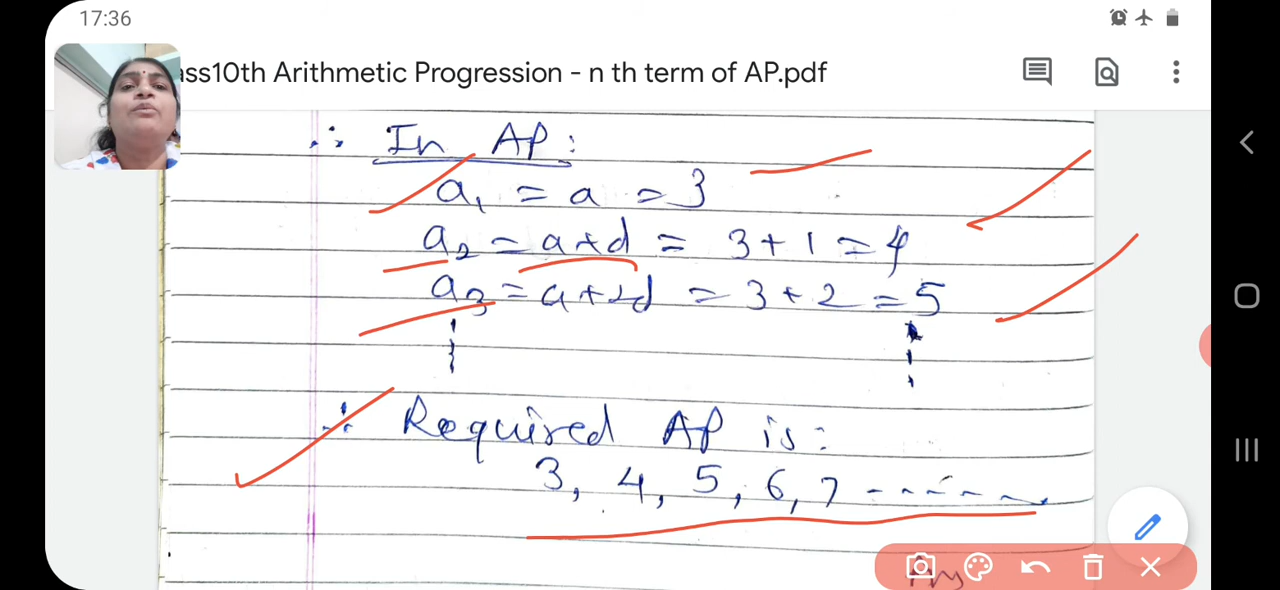 17:36
ass10th Arithmetic Progression - n th term of AP.pdf
∴ In AP:
a₁ = a = 3
a₂ = a+d = 3+1=4
a₃ = a+2d = 3+2=5
∴ Required AP is:
3, 4, 5, 6, 7 -------